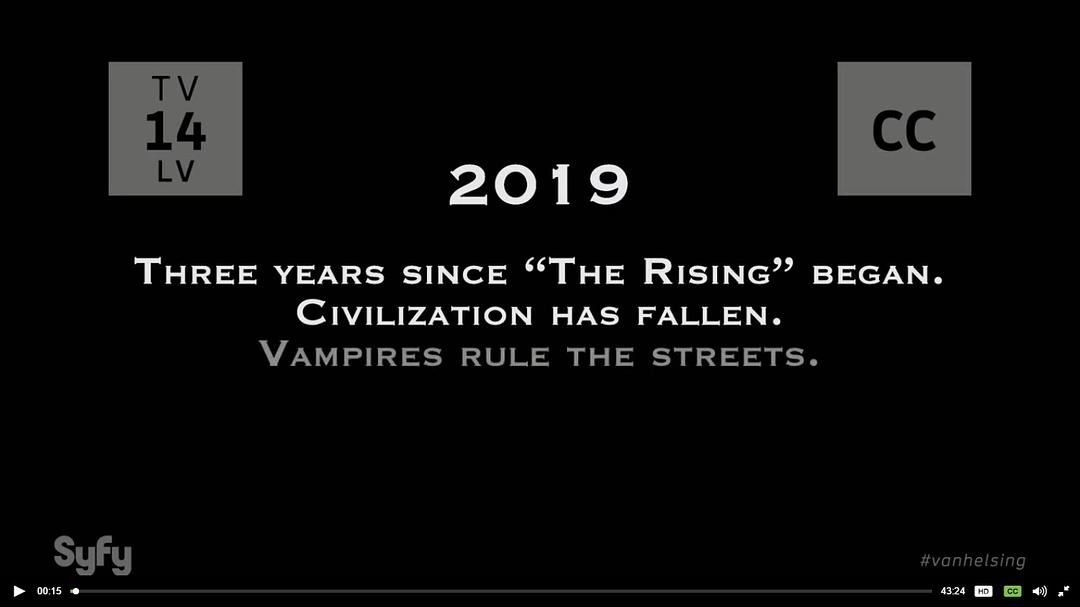 TV
14
LV
CC
2019
THREE YEARS SINCE “THE RISING” BEGAN.
CIVILIZATION HAS FALLEN.
VAMPIRES RULE THE STREETS.
Syfy
#vanhelsing
00:15
43:24
HD
CC